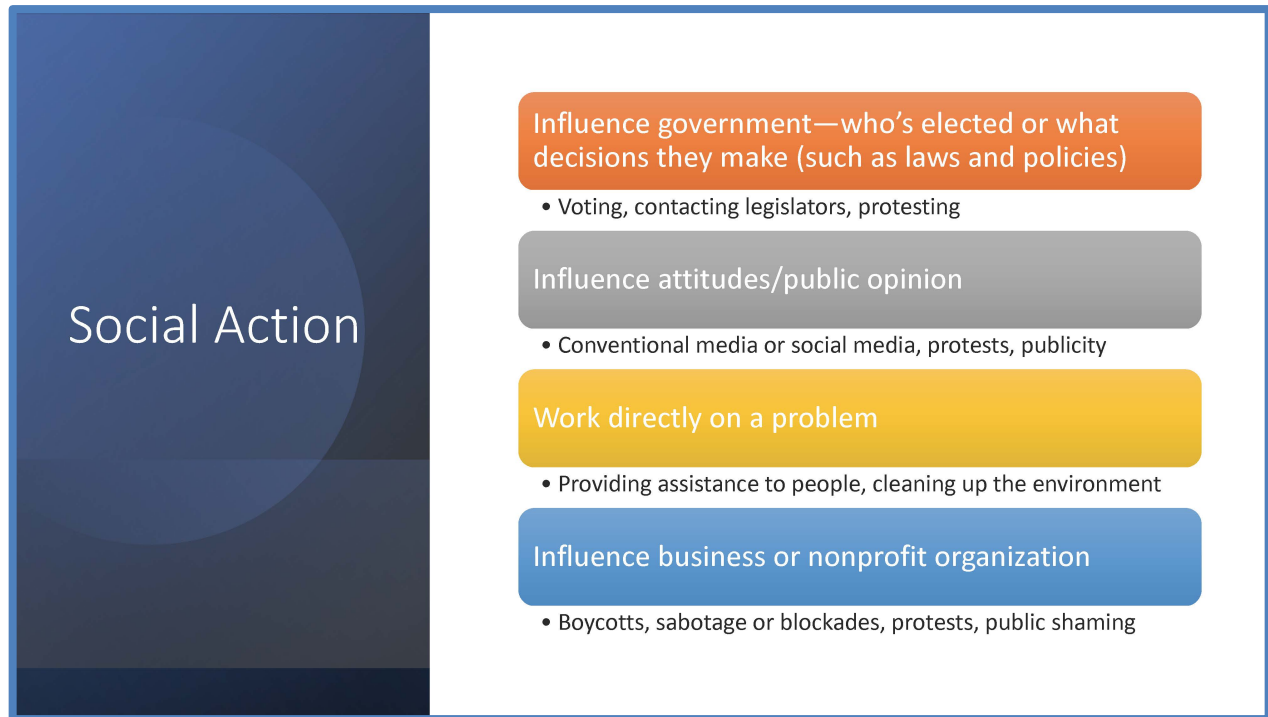 Social Action
Influence government—who’s elected or what
decisions they make (such as laws and policies)
• Voting, contacting legislators, protesting
Influence attitudes/public opinion
• Conventional media or social media, protests, publicity
Work directly on a problem
• Providing assistance to people, cleaning up the environment
Influence business or nonprofit organization
• Boycotts, sabotage or blockades, protests, public shaming